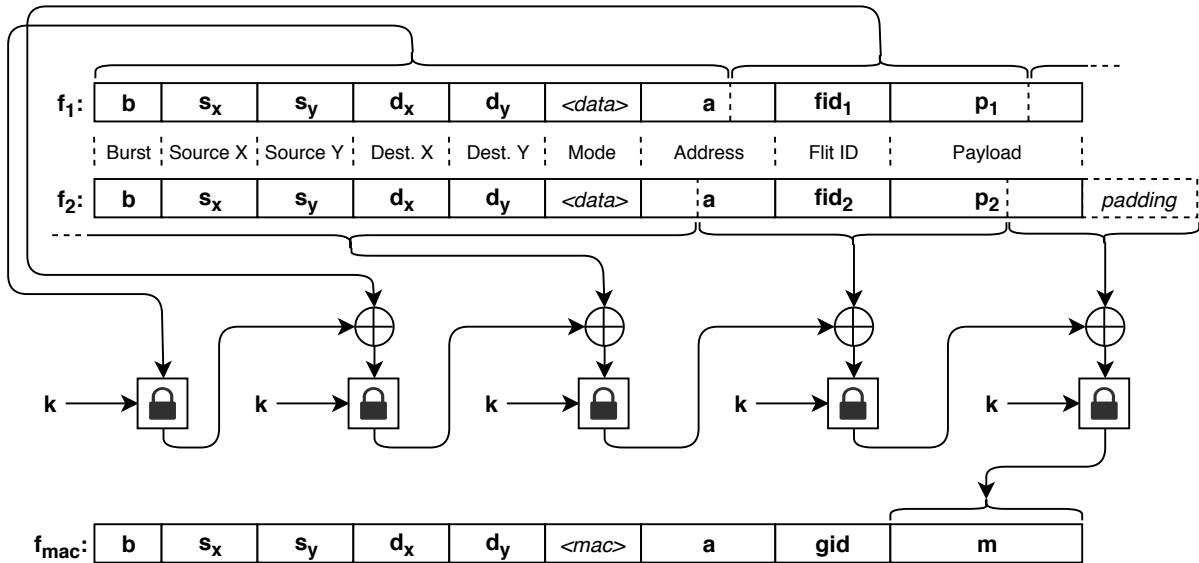 f1: b sx sy dx dy <data> a fid1 p1
Burst Source X Source Y Dest. X Dest. Y Mode Address Flit ID Payload
f2: b sx sy dx dy <data> a fid2 p2 padding
k k k k k
fmac: b sx sy dx dy <mac> a gid m